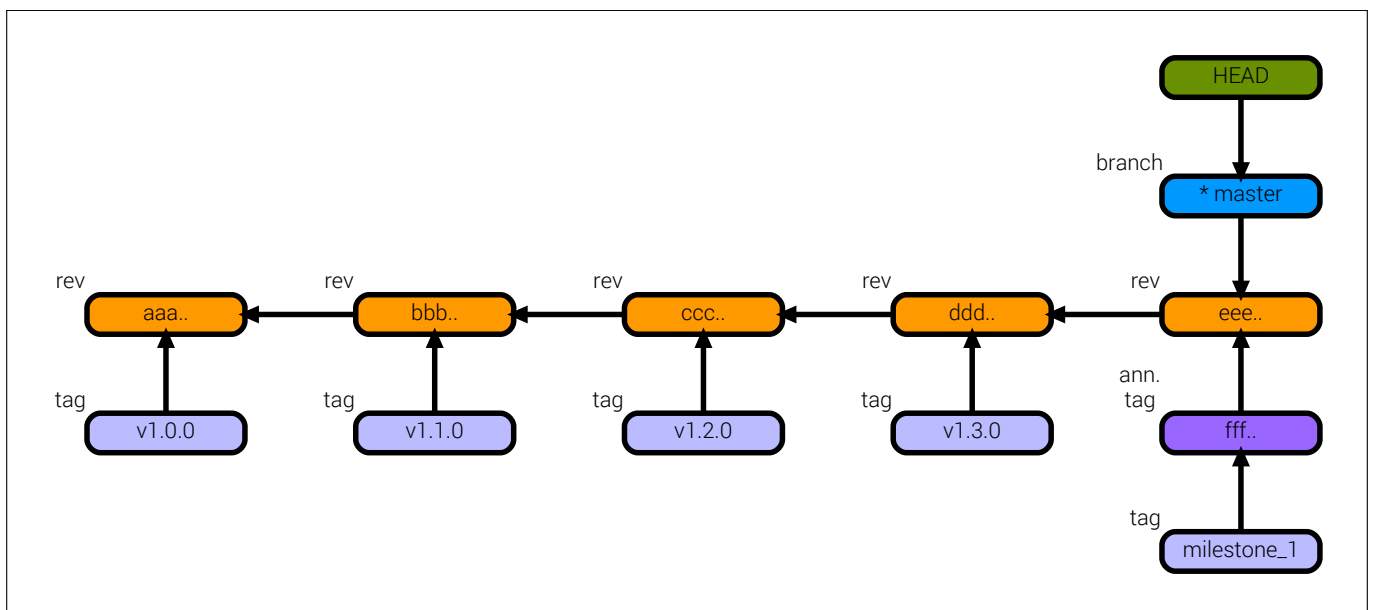 HEAD
branch
* master
rev
rev
rev
rev
rev
aaa..
bbb..
ccc..
ddd..
eee..
ann.
tag
tag
tag
tag
tag
v1.0.0
v1.1.0
v1.2.0
v1.3.0
fff..
tag
milestone_1